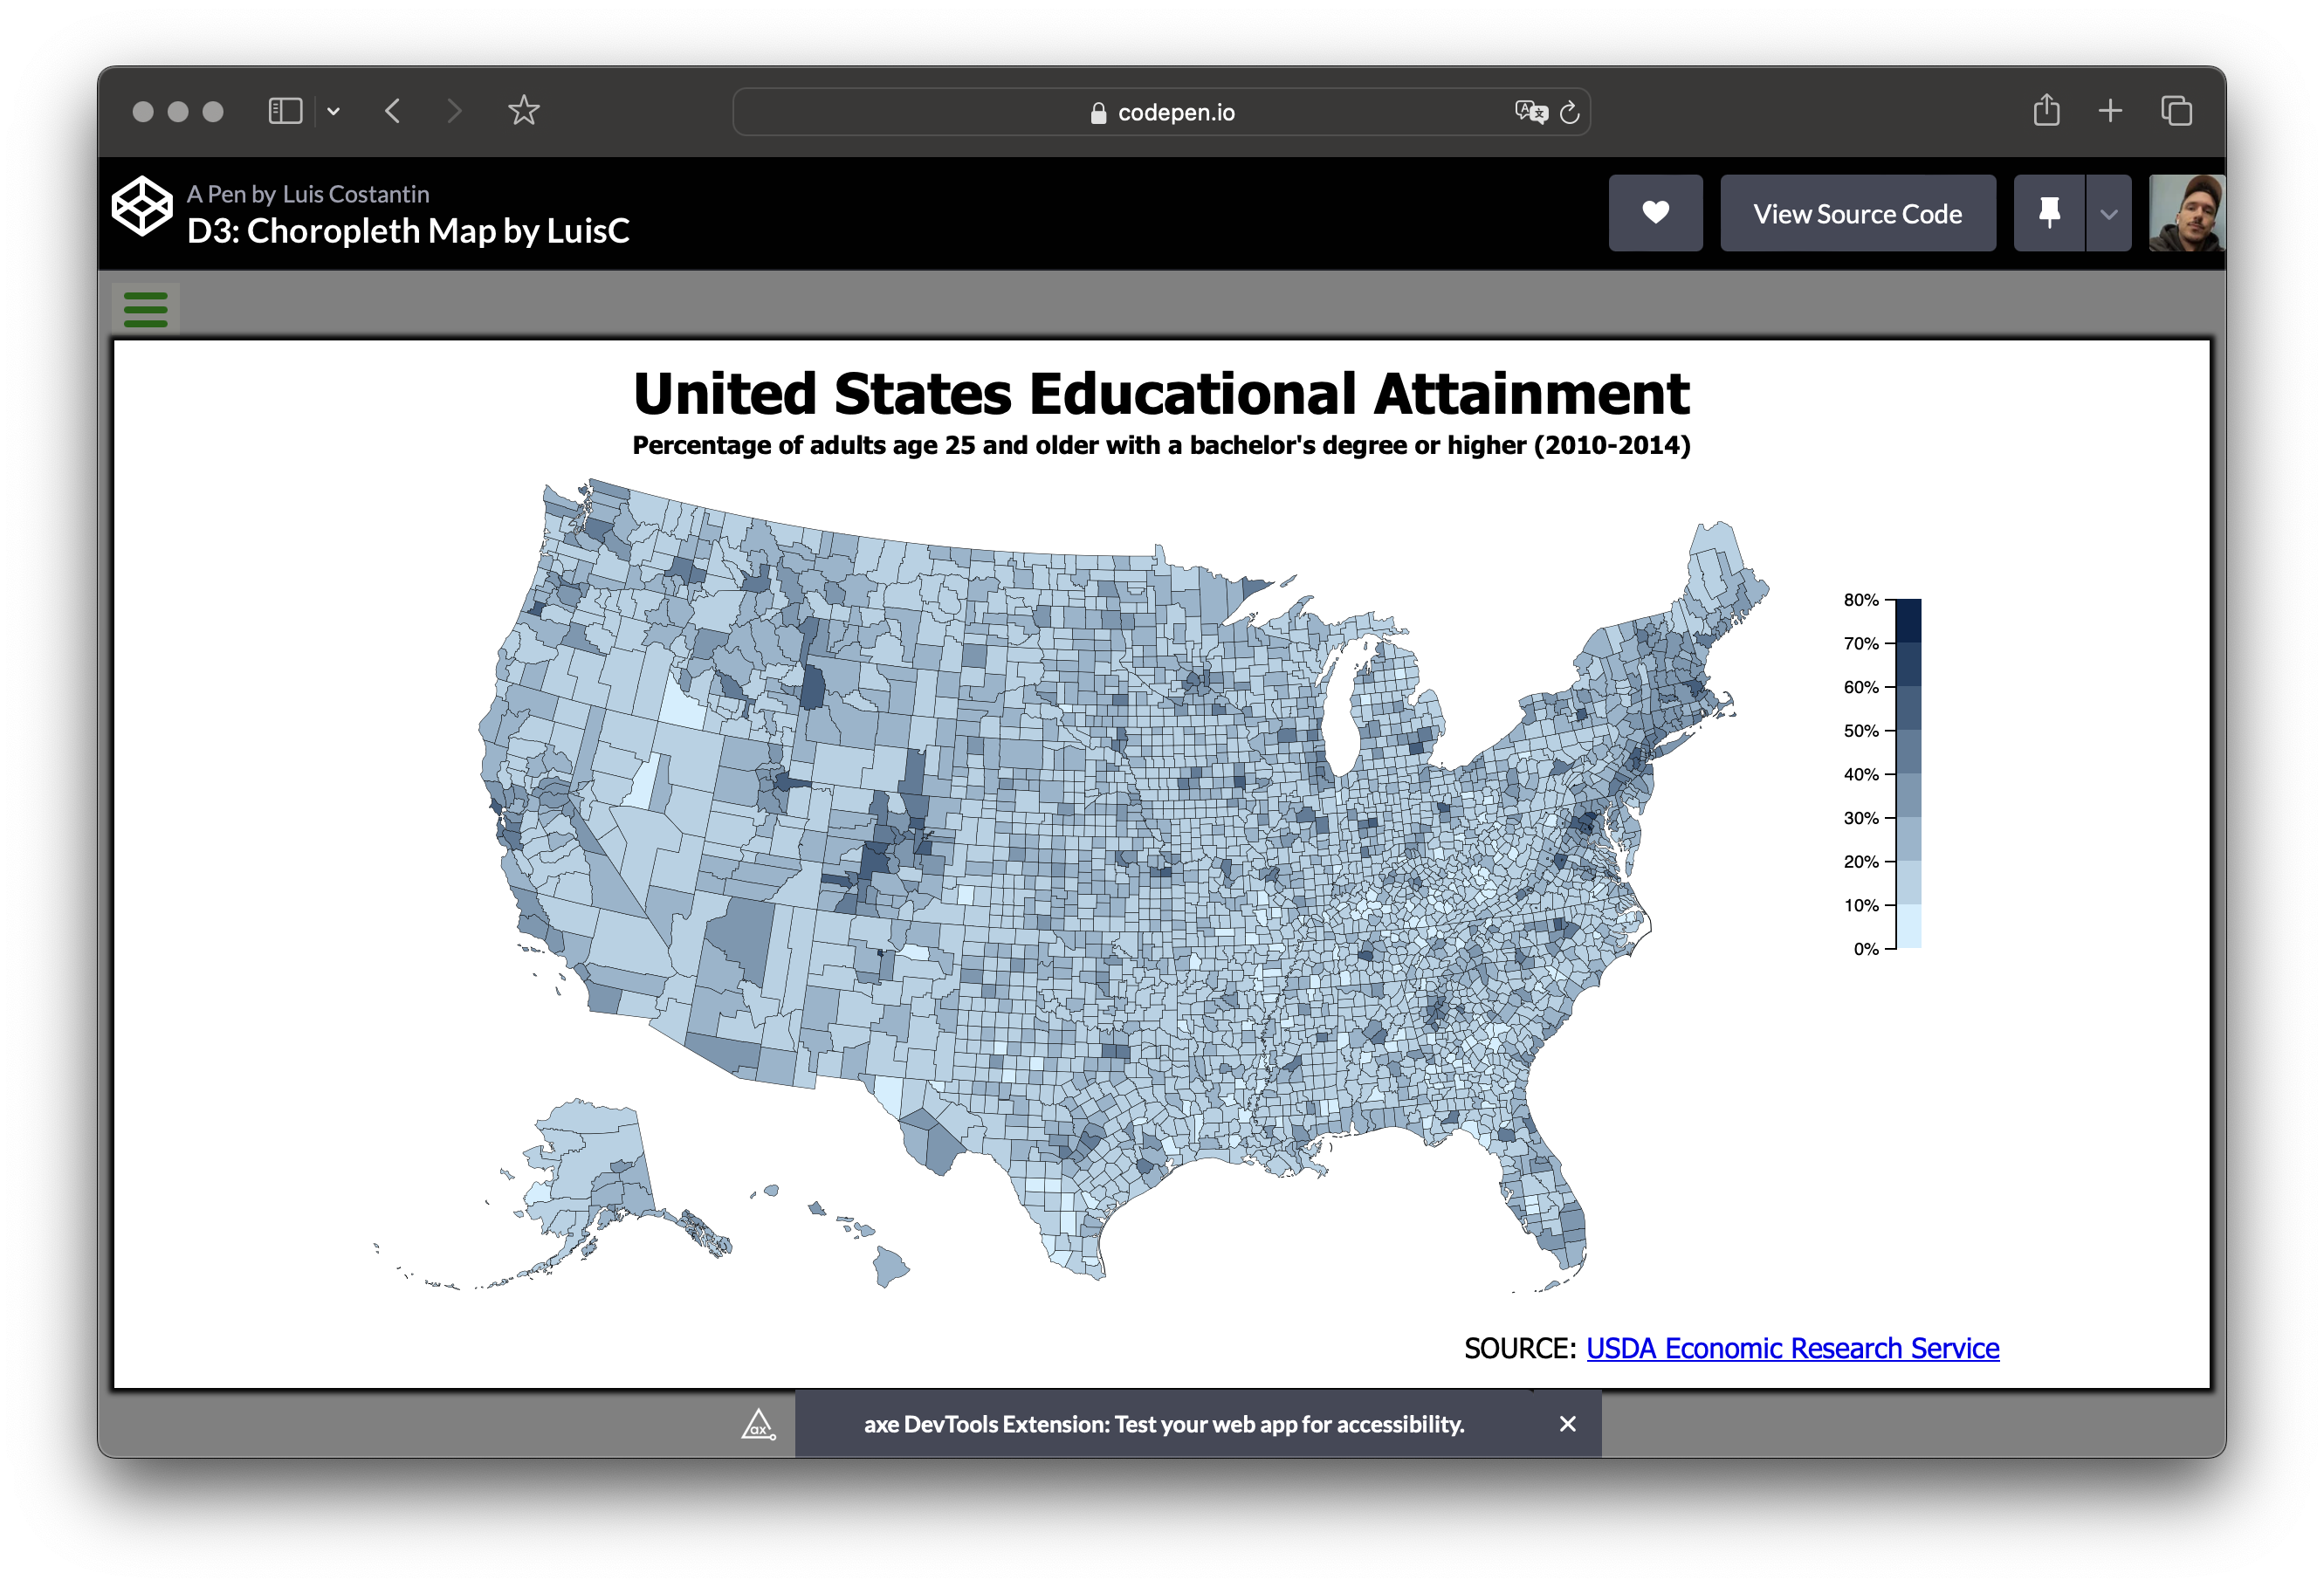 codepen.io
A Pen by Luis Costantin
D3: Choropleth Map by LuisC
View Source Code
United States Educational Attainment
Percentage of adults age 25 and older with a bachelor's degree or higher (2010-2014)
80%
70%
60%
50%
40%
30%
20%
10%
0%
SOURCE: USDA Economic Research Service
ax
axe DevTools Extension: Test your web app for accessibility.